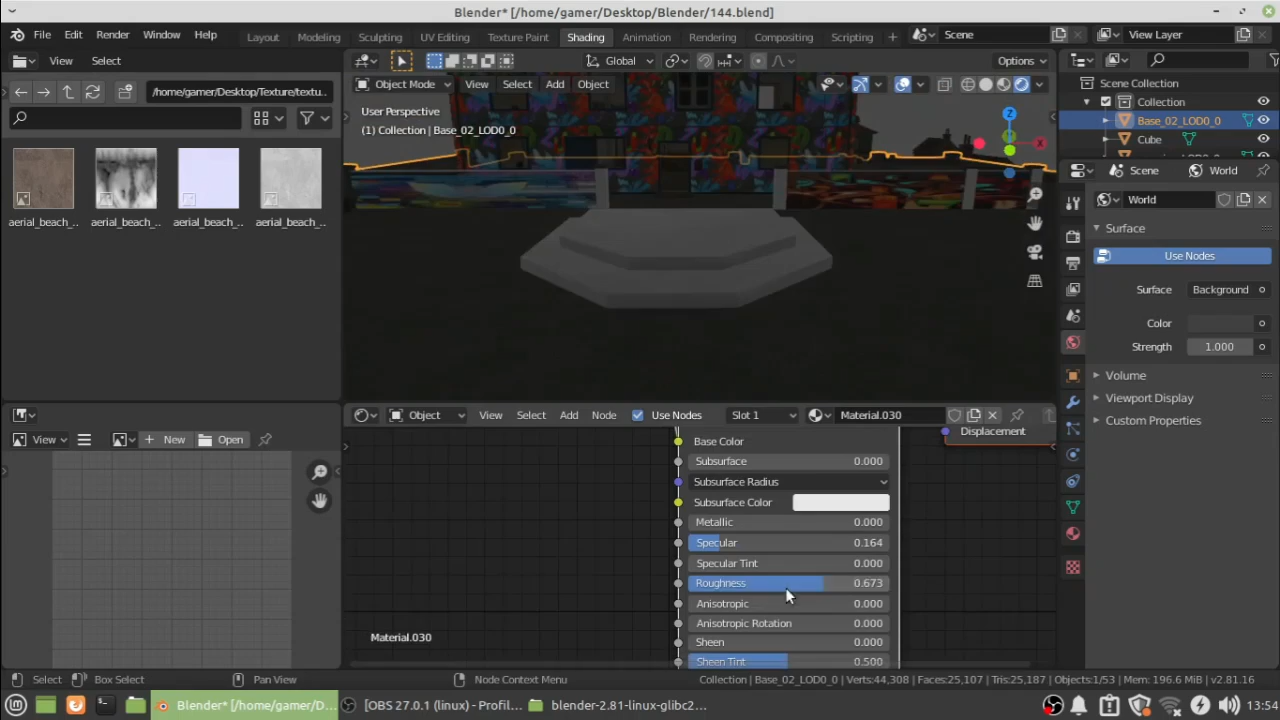 Blender* [/home/gamer/Desktop/Blender/144.blend]
File Edit Render Window Help
Layout Modeling Sculpting UV Editing Texture Paint Shading Animation Rendering Compositing Scripting
Scene
View Layer
View Select
Global
Options
/home/gamer/Desktop/Texture/textu..
Object Mode View Select Add Object
Scene Collection
Collection
Base_02_LOD0_0
Cube
User Perspective
(1) Collection | Base_02_LOD0_0
Z
X
aerial_beach_.. aerial_beach_.. aerial_beach_.. aerial_beach_..
Scene World
World
Surface
Use Nodes
Surface Background
Color
Strength 1.000
Volume
Viewport Display
Custom Properties
View New Open
Object View Select Add Node Use Nodes Slot 1 Material.030
Displacement
Base Color
Subsurface 0.000
Subsurface Radius
Subsurface Color
Metallic 0.000
Specular 0.164
Specular Tint 0.000
Roughness 0.673
Anisotropic 0.000
Anisotropic Rotation 0.000
Sheen 0.000
Sheen Tint 0.500
Material.030
Select Box Select Pan View Node Context Menu
Collection | Base_02_LOD0_0 | Verts:44,308 | Faces:25,107 | Tris:25,187 | Objects:1/53 | Mem: 196.6 MiB | v2.81.16
Blender* [/home/gamer/D... [OBS 27.0.1 (linux) - Profil... blender-2.81-linux-glibc2... 13:54